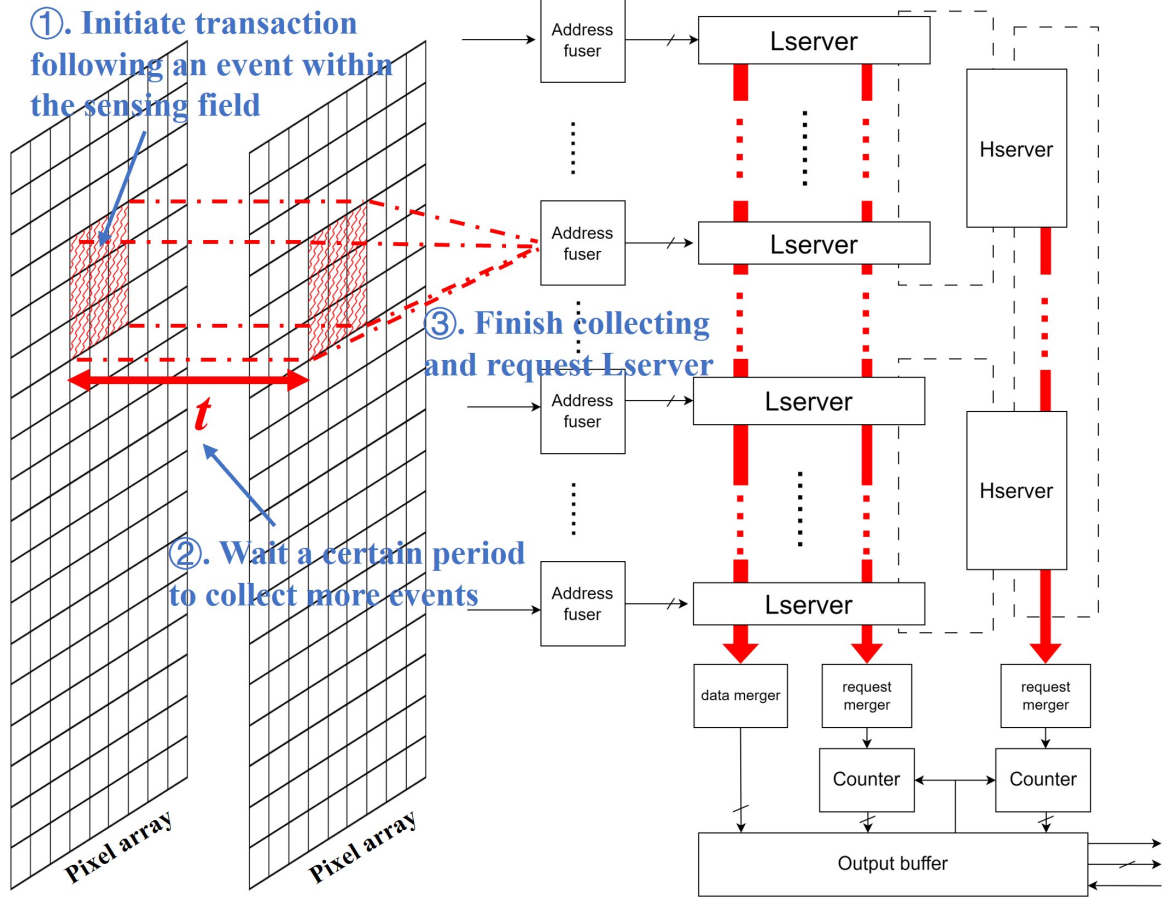 ①. Initiate transaction
following an event within
the sensing field
Address
fuser
Lserver
Hserver
Address
fuser
Lserver
③. Finish collecting
and request Lserver
t
Address
fuser
Lserver
Hserver
②. Wait a certain period
to collect more events
Address
fuser
Lserver
data merger
request
merger
request
merger
Counter
Counter
Pixel array
Pixel array
Output buffer